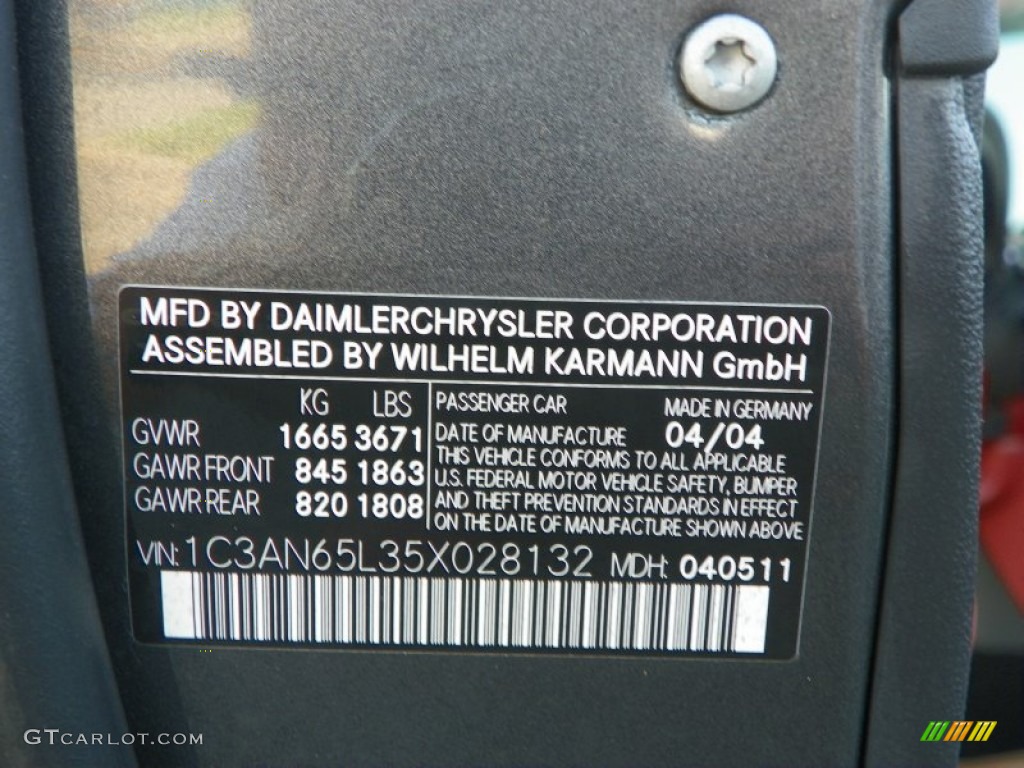 MFD BY DAIMLERCHRYSLER CORPORATION
ASSEMBLED BY WILHELM KARMANN GmbH
KG LBS
GVWR 1665 3671
GAWR FRONT 845 1863
GAWR REAR 820 1808
PASSENGER CAR MADE IN GERMANY
DATE OF MANUFACTURE 04/04
THIS VEHICLE CONFORMS TO ALL APPLICABLE
U.S. FEDERAL MOTOR VEHICLE SAFETY, BUMPER
AND THEFT PREVENTION STANDARDS IN EFFECT
ON THE DATE OF MANUFACTURE SHOWN ABOVE
VIN: 1C3AN65L35X028132 MDH: 040511
GTCARLOT.COM